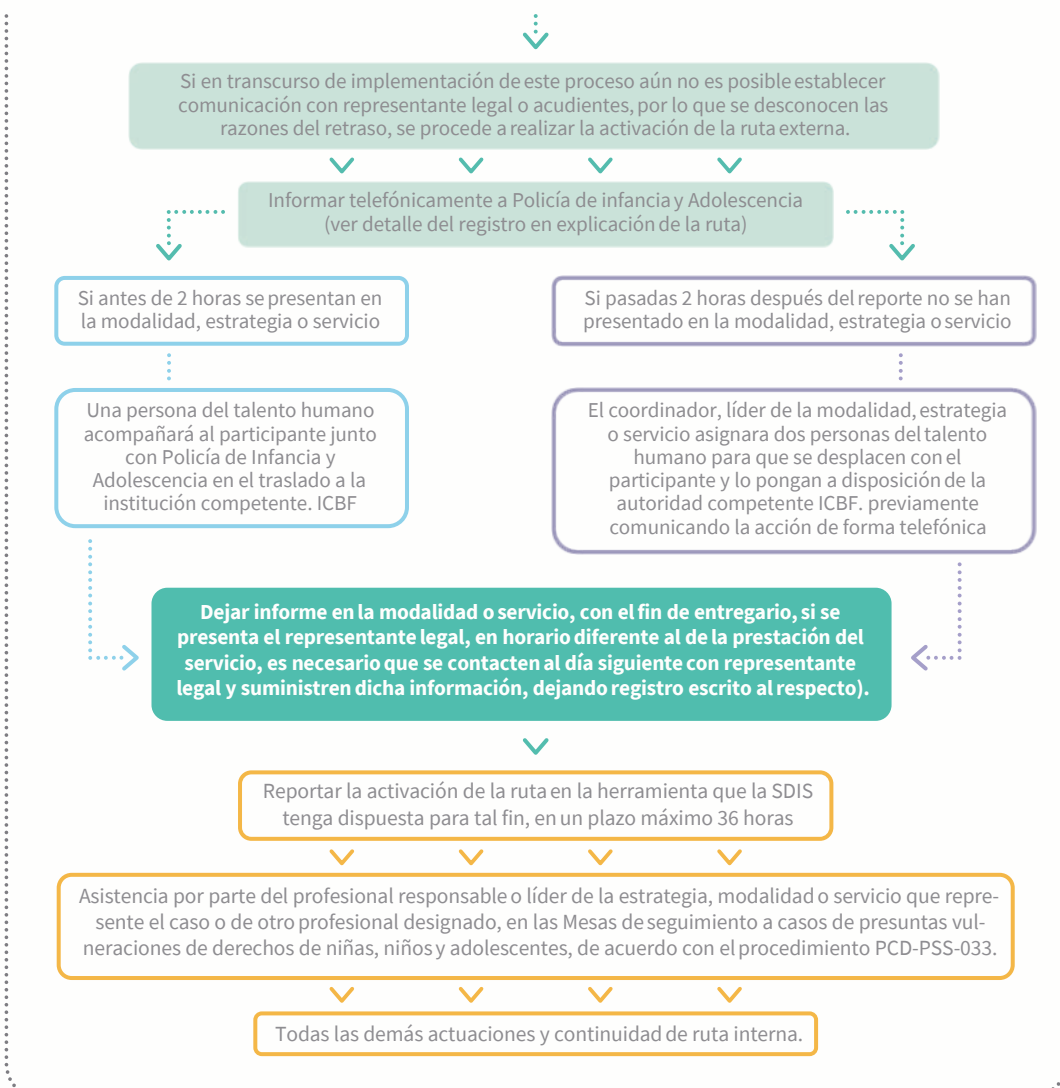 Si en transcurso de implementación de este proceso aún no es posible establecer
comunicación con representante legal o acudientes, por lo que se desconocen las
razones del retraso, se procede a realizar la activación de la ruta externa.
Informar telefónicamente a Policía de infancia y Adolescencia
(ver detalle del registro en explicación de la ruta)
Si antes de 2 horas se presentan en
la modalidad, estrategia o servicio
Una persona del talento humano
acompañará al participante junto
con Policía de Infancia y
Adolescencia en el traslado a la
institución competente. ICBF
Si pasadas 2 horas después del reporte no se han
presentado en la modalidad, estrategia o servicio
El coordinador, líder de la modalidad, estrategia
o servicio asignara dos personas del talento
humano para que se desplacen con el
participante y lo pongan a disposición de la
autoridad competente ICBF. previamente
comunicando la acción de forma telefónica
Dejar informe en la modalidad o servicio, con el fin de entregario, si se
presenta el representante legal, en horario diferente al de la prestación del
servicio, es necesario que se contacten al día siguiente con representante
legal y suministren dicha información, dejando registro escrito al respecto).
Reportar la activación de la ruta en la herramienta que la SDIS
tenga dispuesta para tal fin, en un plazo máximo 36 horas
Asistencia por parte del profesional responsable o líder de la estrategia, modalidad o servicio que repre-
sente el caso o de otro profesional designado, en las Mesas de seguimiento a casos de presuntas vul-
neraciones de derechos de niñas, niños y adolescentes, de acuerdo con el procedimiento PCD-PSS-033.
Todas las demás actuaciones y continuidad de ruta interna.